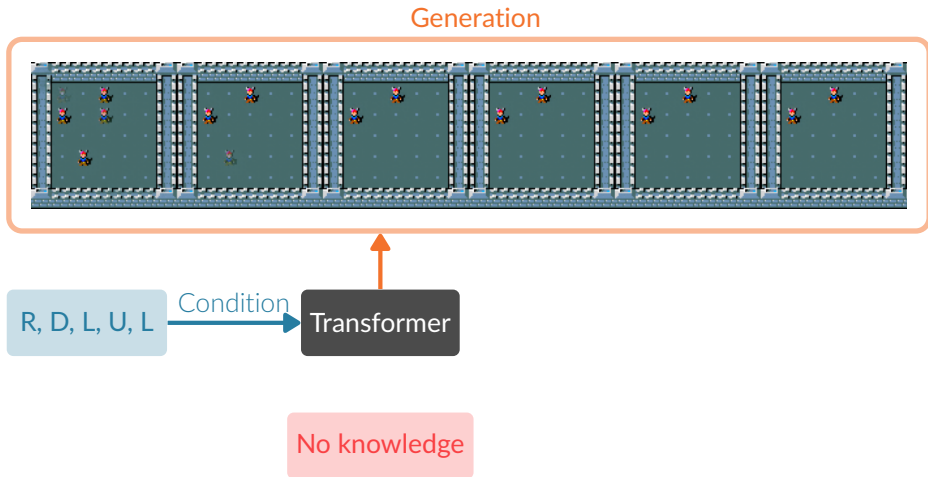 Generation
R, D, L, U, L
Condition
Transformer
No knowledge